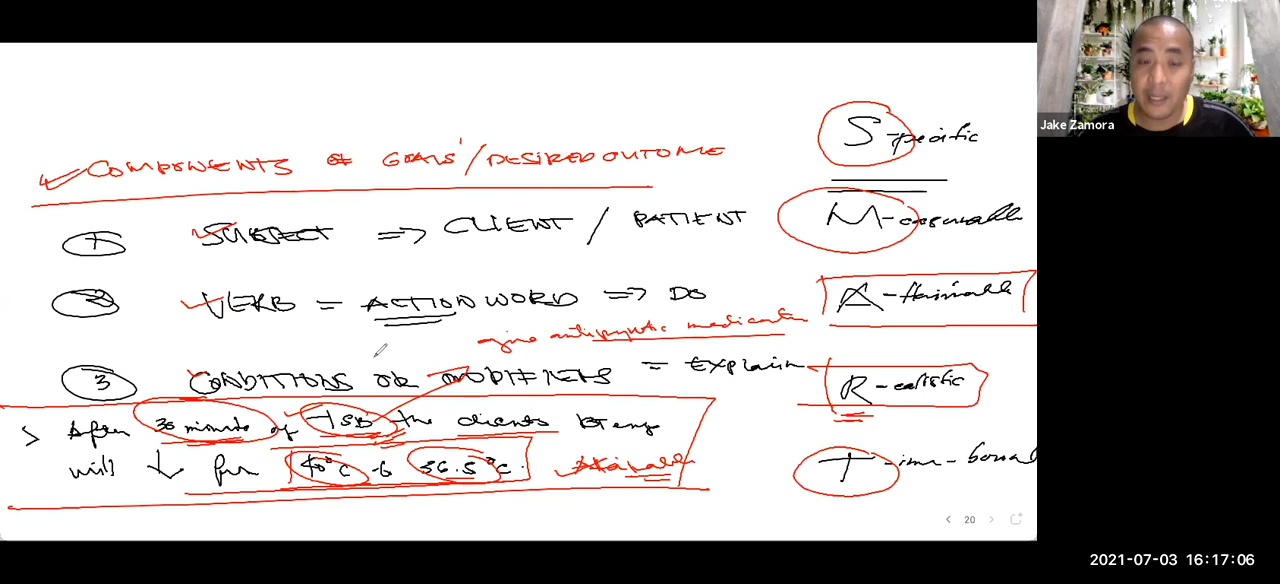 COMPONENTS OF GOALS / DESIRED OUTOME
1 SUBJECT => CLIENT / PATIENT
2 VERB = ACTION WORD => DO
give antipyretic medication
3 CONDITIONS OR MODIFIERS = Explain
> After 30 minutes of TSB the clients temp
will ↓ from 40°C to 36.5°C. Attainable
S-pecific
M-easurable
A-ttainable
R-ealistic
T-ime-bound
Jake Zamora
20
2021-07-03 16:17:06